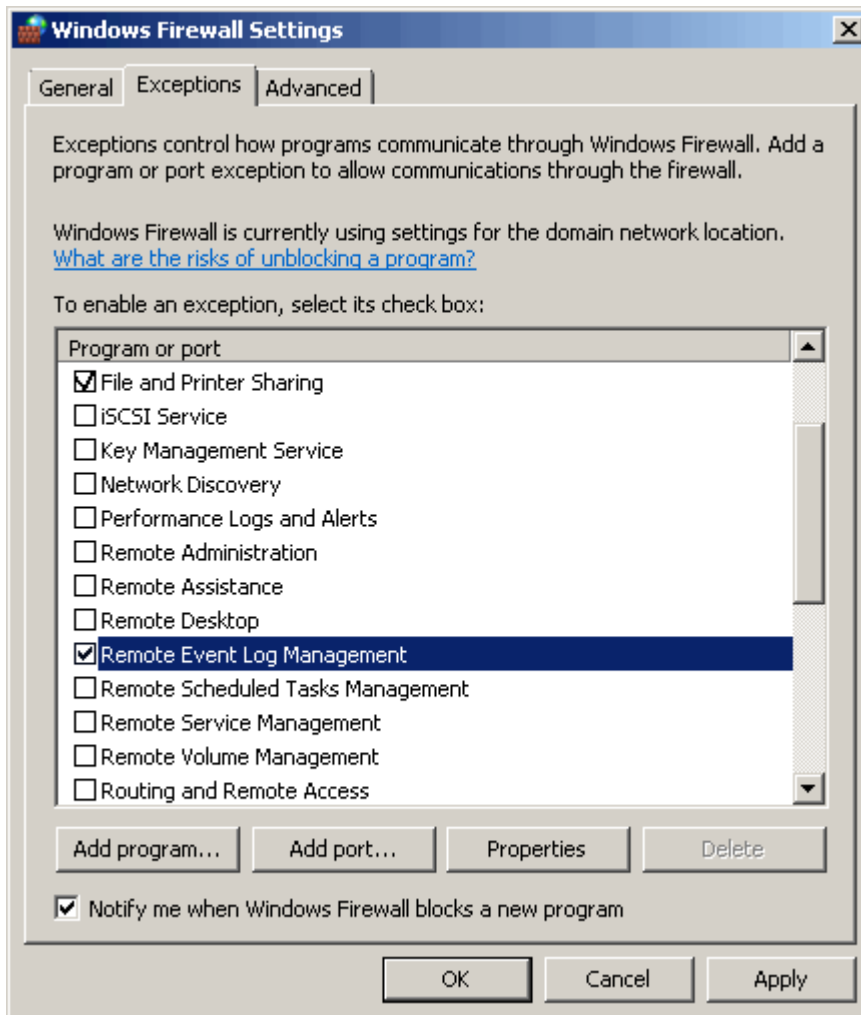 Windows Firewall Settings
General Exceptions Advanced
Exceptions control how programs communicate through Windows Firewall. Add a
program or port exception to allow communications through the firewall.
Windows Firewall is currently using settings for the domain network location.
What are the risks of unblocking a program?
To enable an exception, select its check box:
Program or port
File and Printer Sharing
iSCSI Service
Key Management Service
Network Discovery
Performance Logs and Alerts
Remote Administration
Remote Assistance
Remote Desktop
Remote Event Log Management
Remote Scheduled Tasks Management
Remote Service Management
Remote Volume Management
Routing and Remote Access
Add program... Add port... Properties Delete
Notify me when Windows Firewall blocks a new program
OK Cancel Apply